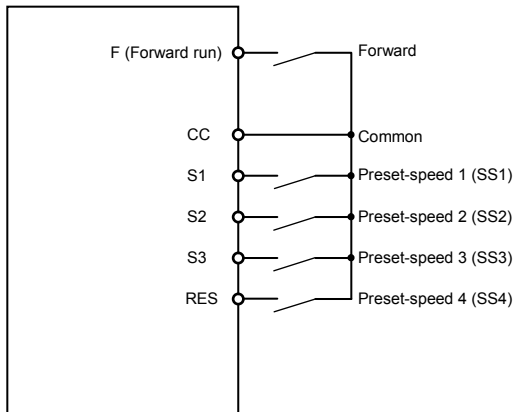 F (Forward run) Forward
CC Common
S1 Preset-speed 1 (SS1)
S2 Preset-speed 2 (SS2)
S3 Preset-speed 3 (SS3)
RES Preset-speed 4 (SS4)